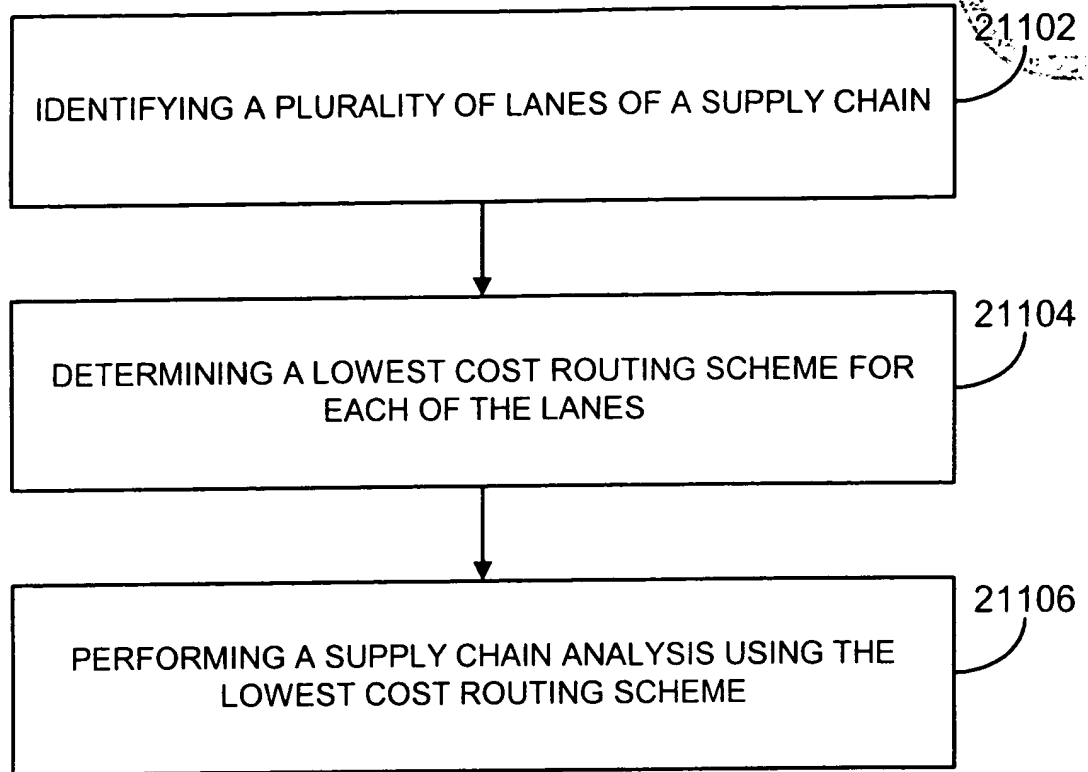 21102
IDENTIFYING A PLURALITY OF LANES OF A SUPPLY CHAIN
21104
DETERMINING A LOWEST COST ROUTING SCHEME FOR
EACH OF THE LANES
21106
PERFORMING A SUPPLY CHAIN ANALYSIS USING THE
LOWEST COST ROUTING SCHEME